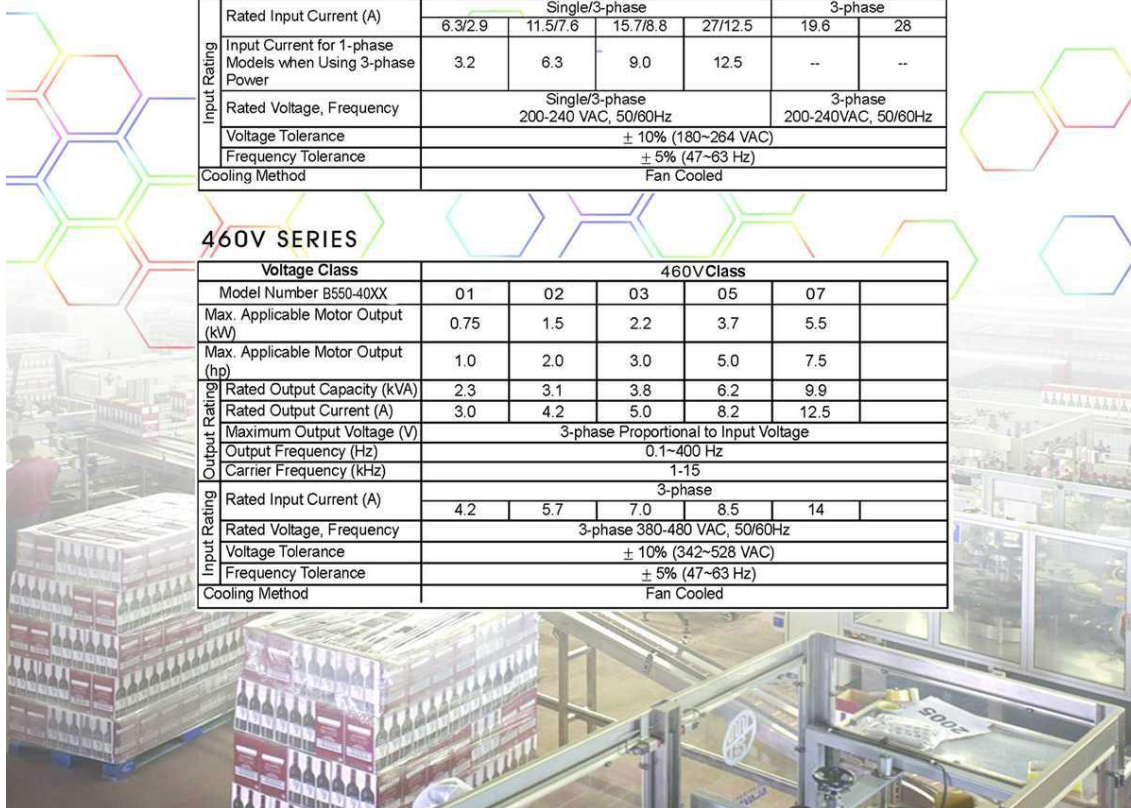 Rated Input Current (A) Single/3-phase 3-phase
6.3/2.9 11.5/7.6 15.7/8.8 27/12.5 19.6 28
Input Rating
Input Current for 1-phase
Models when Using 3-phase
Power
3.2 6.3 9.0 12.5 -- --
Rated Voltage, Frequency
Single/3-phase
200-240 VAC, 50/60Hz
3-phase
200-240VAC, 50/60Hz
Voltage Tolerance ± 10% (180~264 VAC)
Frequency Tolerance ± 5% (47~63 Hz)
Cooling Method Fan Cooled
460V SERIES
Voltage Class 460VClass
Model Number B550-40XX 01 02 03 05 07
Max. Applicable Motor Output
(kW)
0.75 1.5 2.2 3.7 5.5
Max. Applicable Motor Output
(hp)
1.0 2.0 3.0 5.0 7.5
Output Rating
Rated Output Capacity (kVA) 2.3 3.1 3.8 6.2 9.9
Rated Output Current (A) 3.0 4.2 5.0 8.2 12.5
Maximum Output Voltage (V) 3-phase Proportional to Input Voltage
Output Frequency (Hz) 0.1~400 Hz
Carrier Frequency (kHz) 1-15
Input Rating
Rated Input Current (A) 3-phase
4.2 5.7 7.0 8.5 14
Rated Voltage, Frequency 3-phase 380-480 VAC, 50/60Hz
Voltage Tolerance ± 10% (342~528 VAC)
Frequency Tolerance ± 5% (47~63 Hz)
Cooling Method Fan Cooled
2005